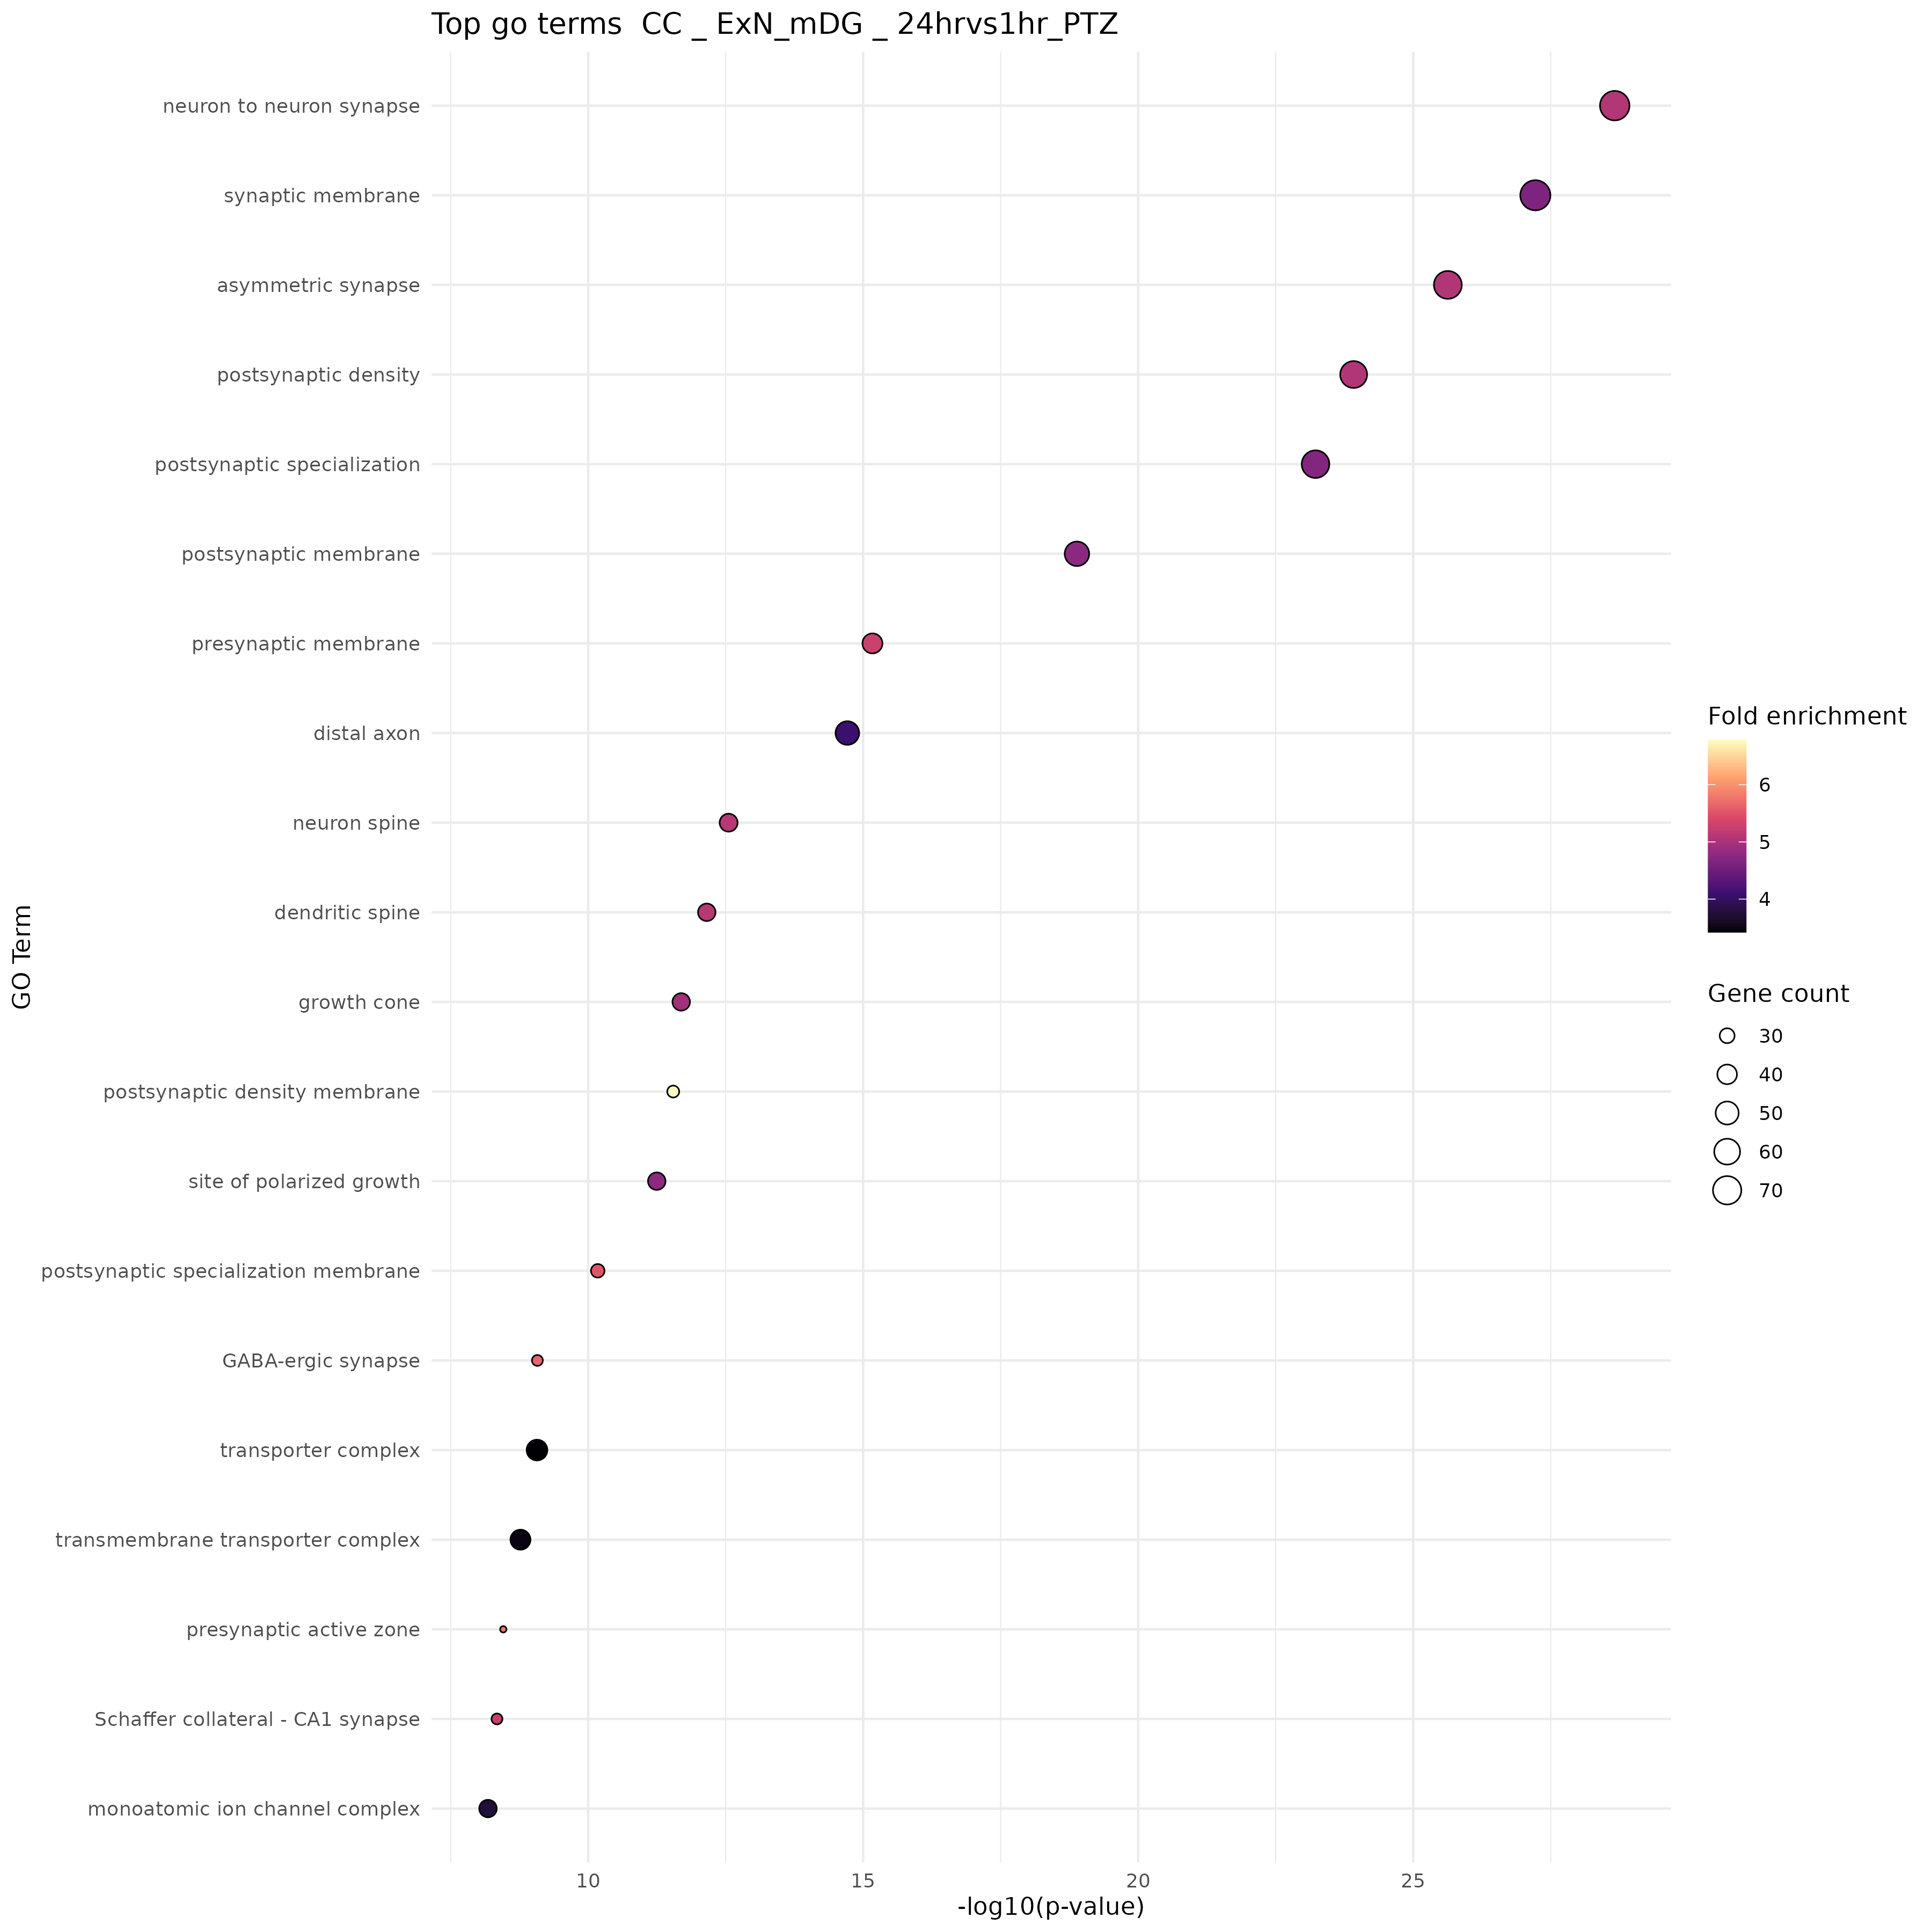 Top go terms  CC _ ExN_mDG _ 24hrvs1hr_PTZ
GO Term
neuron to neuron synapse
synaptic membrane
asymmetric synapse
postsynaptic density
postsynaptic specialization
postsynaptic membrane
presynaptic membrane
distal axon
neuron spine
dendritic spine
growth cone
postsynaptic density membrane
site of polarized growth
postsynaptic specialization membrane
GABA-ergic synapse
transporter complex
transmembrane transporter complex
presynaptic active zone
Schaffer collateral - CA1 synapse
monoatomic ion channel complex
10 15 20 25
-log10(p-value)
Fold enrichment
6
5
4
Gene count
30
40
50
60
70